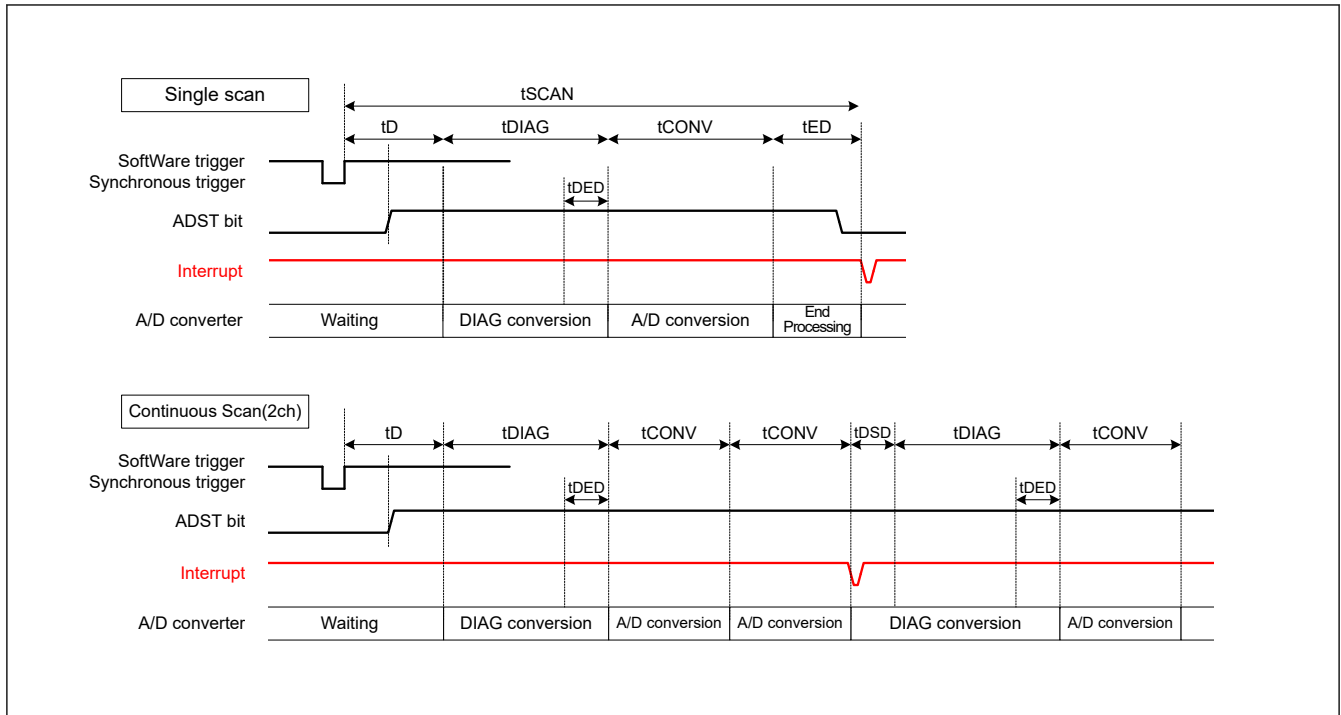 Single scan
tSCAN
tD tDIAG tCONV tED
SoftWare trigger
Synchronous trigger
tDED
ADST bit
Interrupt
A/D converter Waiting DIAG conversion A/D conversion End Processing
Continuous Scan(2ch)
tD tDIAG tCONV tCONV tDSD tDIAG tCONV
SoftWare trigger
Synchronous trigger
tDED tDED
ADST bit
Interrupt
A/D converter Waiting DIAG conversion A/D conversion A/D conversion DIAG conversion A/D conversion